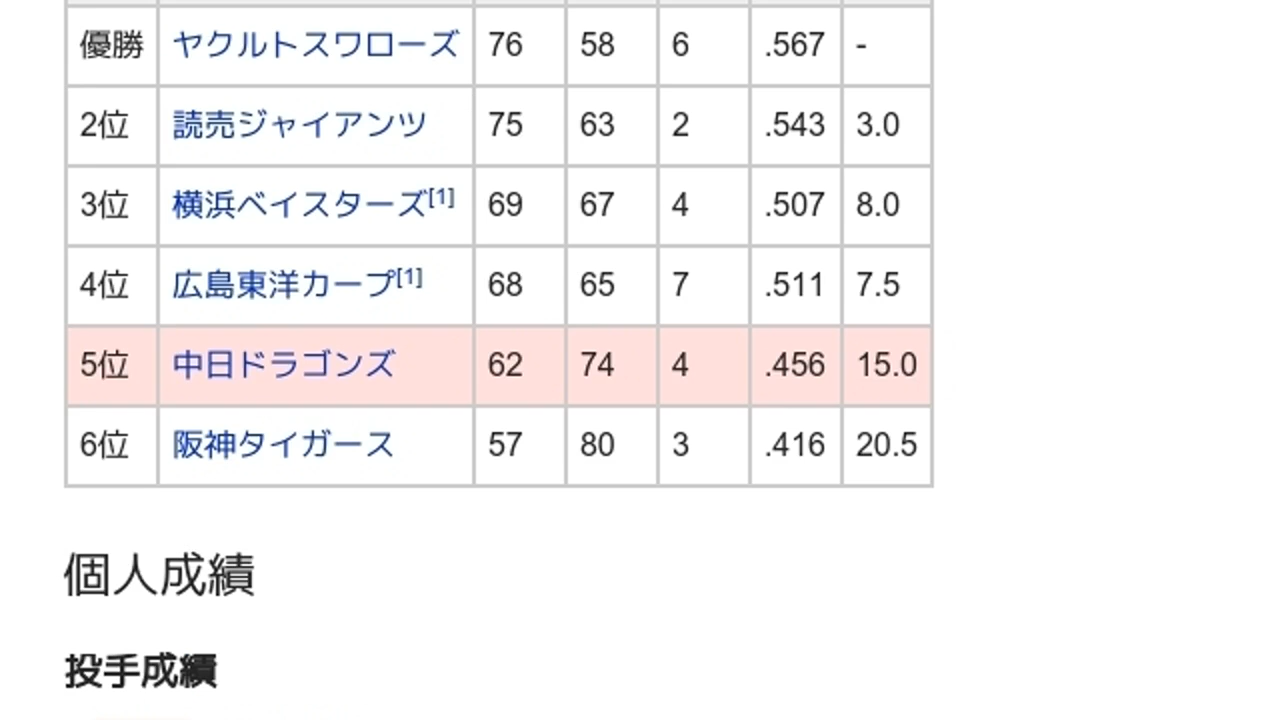 優勝 ヤクルトスワローズ 76 58 6 .567 -
2位 読売ジャイアンツ 75 63 2 .543 3.0
3位 横浜ベイスターズ[1] 69 67 4 .507 8.0
4位 広島東洋カープ[1] 68 65 7 .511 7.5
5位 中日ドラゴンズ 62 74 4 .456 15.0
6位 阪神タイガース 57 80 3 .416 20.5
個人成績
投手成績